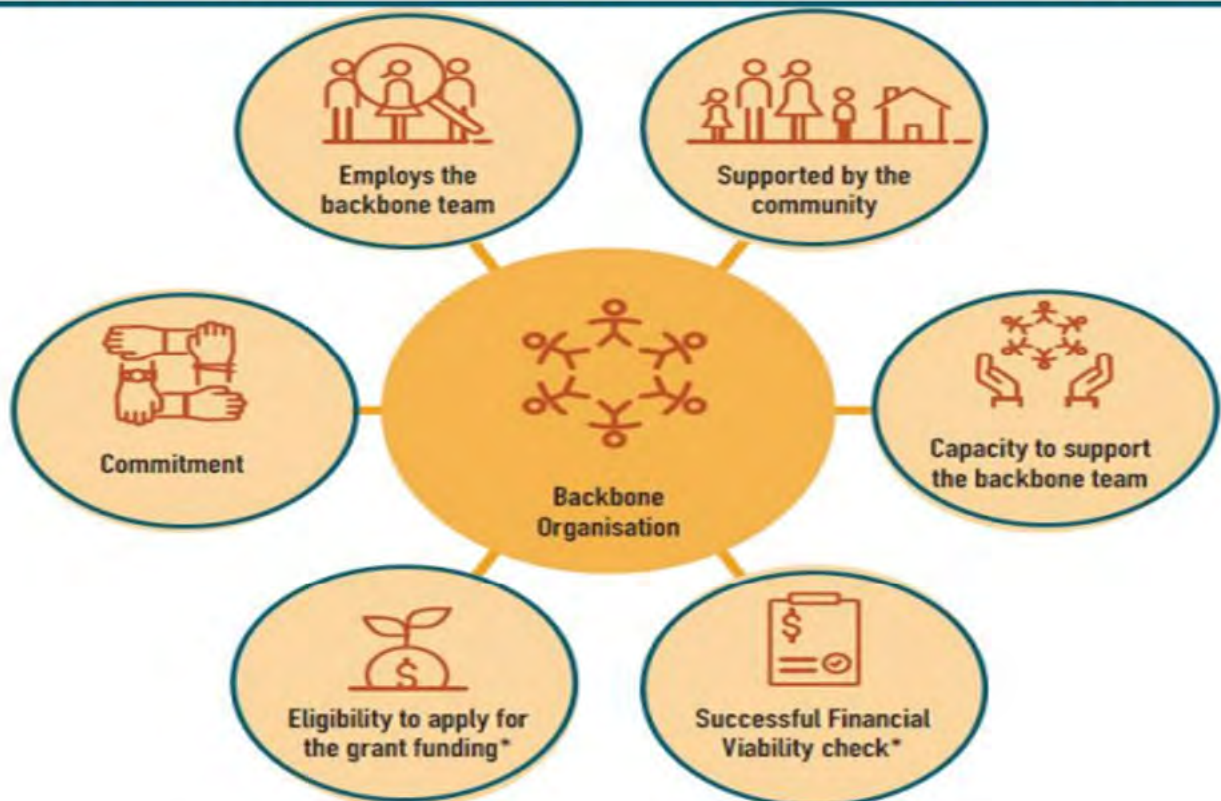 Employs the
backbone team
Supported by the
community
Commitment
Backbone
Organisation
Capacity to support
the backbone team
Eligibility to apply for
the grant funding*
Successful Financial
Viability check*